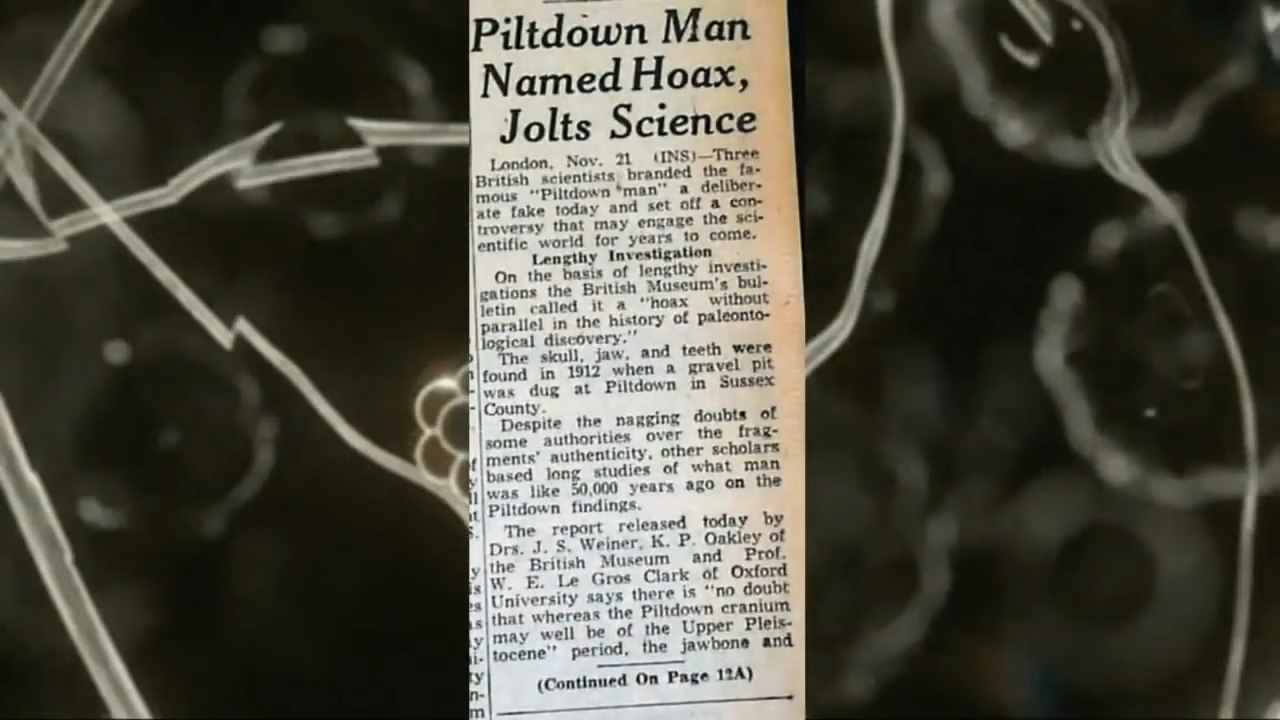 Piltdown Man
Named Hoax,
Jolts Science
London, Nov. 21 (INS)—Three
British scientists branded the fa-
mous "Piltdown man" a deliber-
ate fake today and set off a con-
troversy that may engage the sci-
entific world for years to come.
Lengthy Investigation
On the basis of lengthy investi-
gations the British Museum's bul-
letin called it a "hoax without
parallel in the history of paleonto-
logical discovery."
The skull, jaw, and teeth were
found in 1912 when a gravel pit
was dug at Piltdown in Sussex
County.
Despite the nagging doubts of
some authorities over the frag-
ments' authenticity, other scholars
based long studies of what man
was like 50,000 years ago on the
Piltdown findings.
The report released today by
Drs. J. S. Weiner, K. P. Oakley of
the British Museum and Prof.
W. E. Le Gros Clark of Oxford
University says there is "no doubt
that whereas the Piltdown cranium
may well be of the Upper Pleis-
tocene" period, the jawbone and
(Continued On Page 12A)